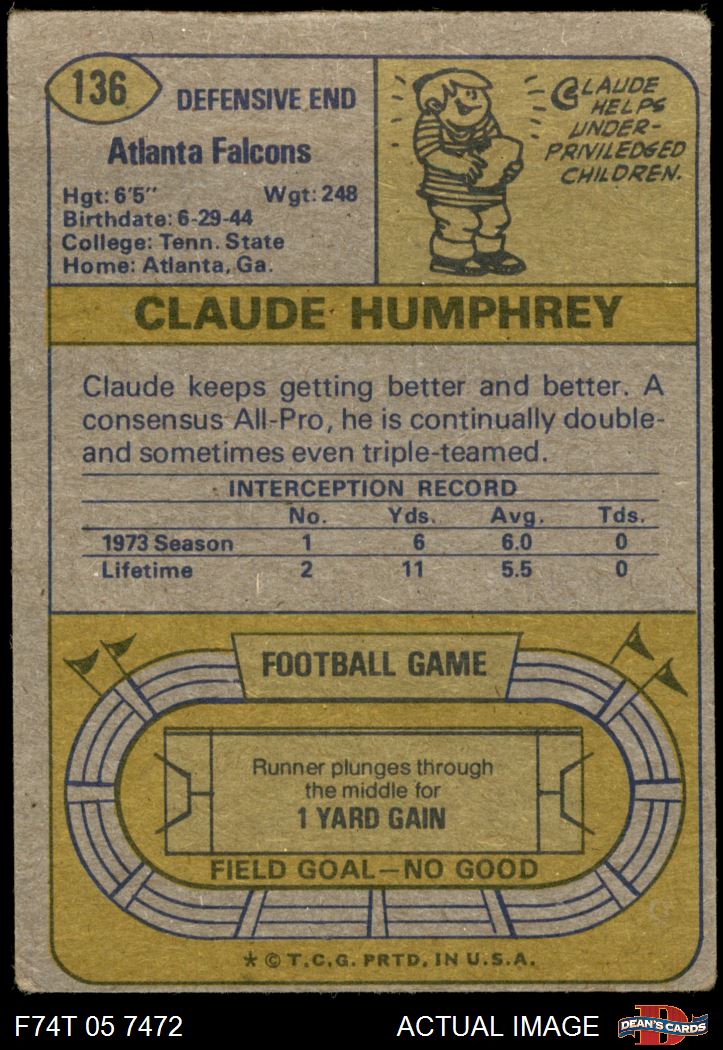 136
DEFENSIVE END
Atlanta Falcons
Hgt: 6'5" Wgt: 248
Birthdate: 6-29-44
College: Tenn. State
Home: Atlanta, Ga.
CLAUDE
HELPS
UNDER-
PRIVILEDGED
CHILDREN.
CLAUDE HUMPHREY
Claude keeps getting better and better. A
consensus All-Pro, he is continually double-
and sometimes even triple-teamed.
INTERCEPTION RECORD
No. Yds. Avg. Tds.
1973 Season 1 6 6.0 0
Lifetime 2 11 5.5 0
FOOTBALL GAME
Runner plunges through
the middle for
1 YARD GAIN
FIELD GOAL—NO GOOD
* © T.C.G. PRTD. IN U.S.A.
F74T 05 7472 ACTUAL IMAGE
D
DEAN'S CARDS